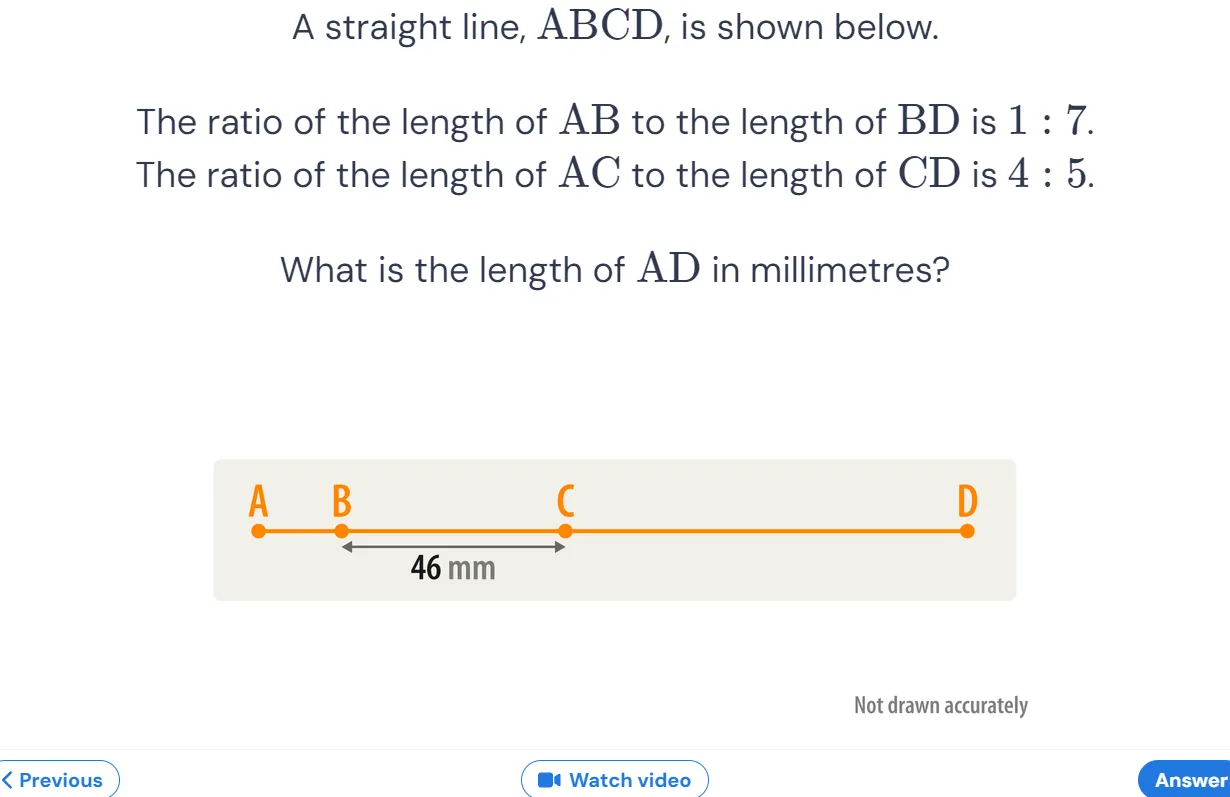 A straight line, ABCD, is shown below.
The ratio of the length of AB to the length of BD is 1 : 7.
The ratio of the length of AC to the length of CD is 4 : 5.
What is the length of AD in millimetres?
A B C D
46 mm
Not drawn accurately
Previous
Watch video
Answer